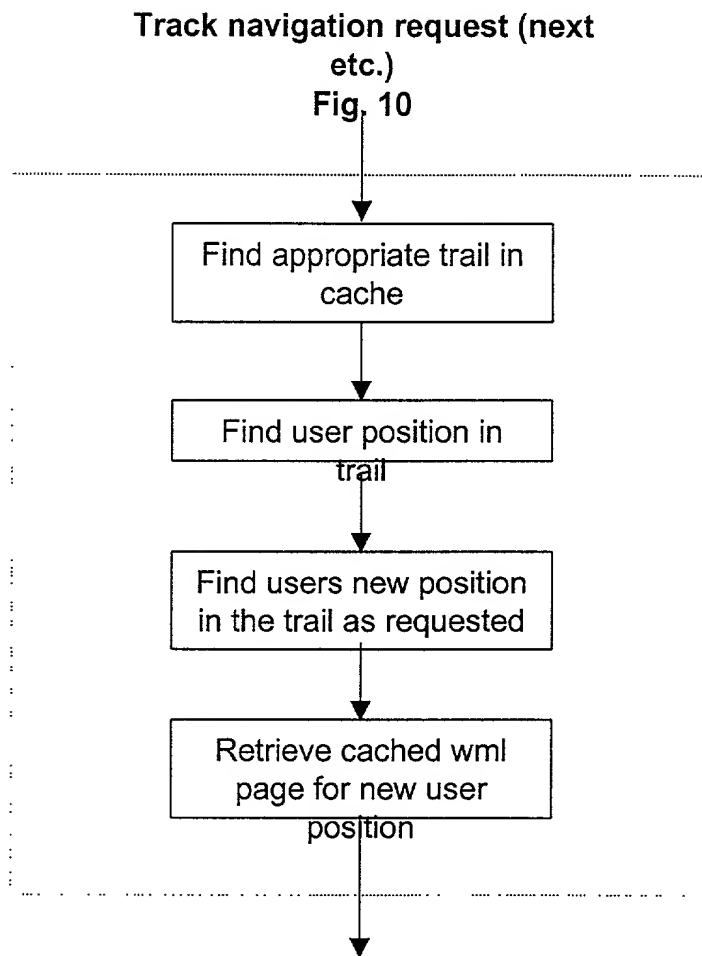 Track navigation request (next
etc.)
Fig. 10
Find appropriate trail in
cache
Find user position in
trail
Find users new position
in the trail as requested
Retrieve cached wml
page for new user
position